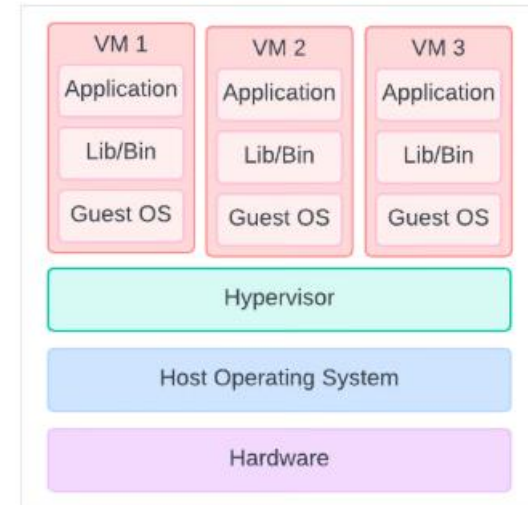 VM 1
Application
Lib/Bin
Guest OS
VM 2
Application
Lib/Bin
Guest OS
VM 3
Application
Lib/Bin
Guest OS
Hypervisor
Host Operating System
Hardware